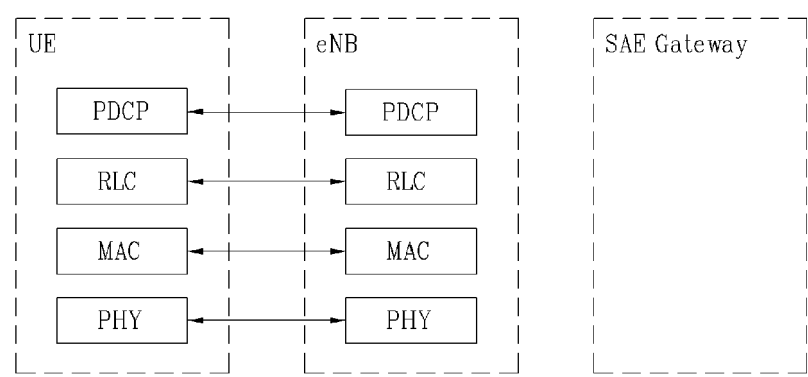 UE eNB SAE Gateway
PDCP PDCP
RLC RLC
MAC MAC
PHY PHY